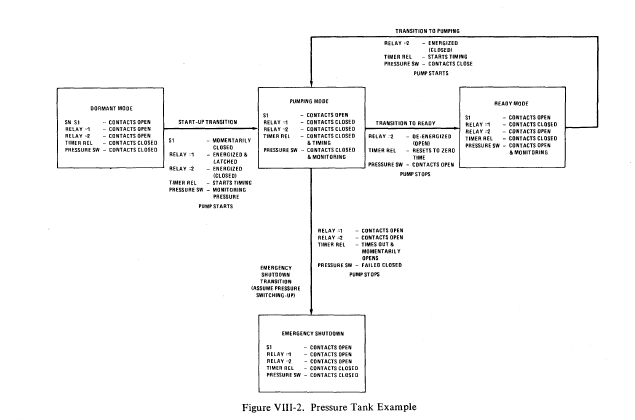 TRANSITION TO PUMPING
RELAY #2 - ENERGIZED
(CLOSED)
TIMER REL - STARTS TIMING
PRESSURE SW - CONTACTS CLOSE
PUMP STARTS
DORMANT MODE
SN S1 - CONTACTS OPEN
RELAY #1 - CONTACTS OPEN
RELAY #2 - CONTACTS OPEN
TIMER REL - CONTACTS CLOSED
PRESSURE SW - CONTACTS CLOSED
START-UP TRANSITION
S1 - MOMENTARILY
CLOSED
RELAY #1 - ENERGIZED &
LATCHED
RELAY #2 - ENERGIZED
(CLOSED)
TIMER REL - STARTS TIMING
PRESSURE SW - MONITORING
PRESSURE
PUMP STARTS
PUMPING MODE
S1 - CONTACTS OPEN
RELAY #1 - CONTACTS CLOSED
RELAY #2 - CONTACTS CLOSED
TIMER REL - CONTACTS CLOSED
& TIMING
PRESSURE SW - CONTACTS CLOSED
& MONITORING
TRANSITION TO READY
RELAY #2 - DE-ENERGIZED
(OPEN)
TIMER REL - RESETS TO ZERO
TIME
PRESSURE SW - CONTACTS OPEN
PUMP STOPS
READY MODE
S1 - CONTACTS OPEN
RELAY #1 - CONTACTS CLOSED
RELAY #2 - CONTACTS OPEN
TIMER REL - CONTACTS CLOSED
PRESSURE SW - CONTACTS OPEN
& MONITORING
RELAY #1 - CONTACTS OPEN
RELAY #2 - CONTACTS OPEN
TIMER REL - TIMES OUT &
MOMENTARILY
OPENS
PRESSURE SW - FAILED CLOSED
PUMP STOPS
EMERGENCY
SHUTDOWN
TRANSITION
(ASSUME PRESSURE
SWITCHING-UP)
EMERGENCY SHUTDOWN
S1 - CONTACTS OPEN
RELAY #1 - CONTACTS OPEN
RELAY #2 - CONTACTS OPEN
TIMER REL - CONTACTS CLOSED
PRESSURE SW - CONTACTS CLOSED
Figure VIII-2. Pressure Tank Example